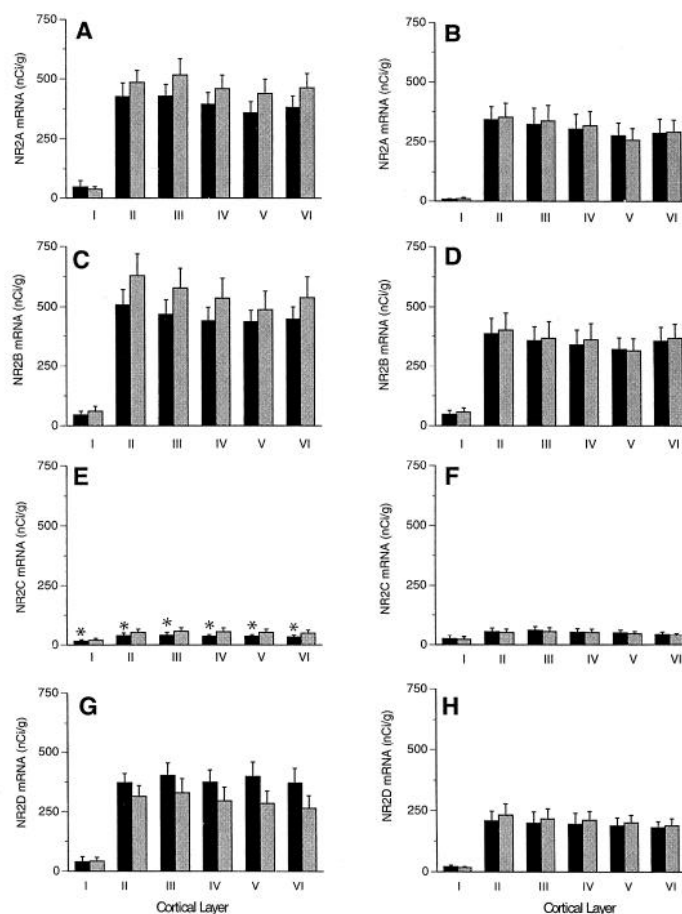 A
NR2A mRNA (nCi/g)
750
500
250
0
I II III IV V VI
B
NR2A mRNA (nCi/g)
750
500
250
0
I II III IV V VI
C
NR2B mRNA (nCi/g)
750
500
250
0
I II III IV V VI
D
NR2B mRNA (nCi/g)
750
500
250
0
I II III IV V VI
E
NR2C mRNA (nCi/g)
750
500
250
0
* * * * * *
I II III IV V VI
F
NR2C mRNA (nCi/g)
750
500
250
0
I II III IV V VI
G
NR2D mRNA (nCi/g)
750
500
250
0
I II III IV V VI
Cortical Layer
H
NR2D mRNA (nCi/g)
750
500
250
0
I II III IV V VI
Cortical Layer